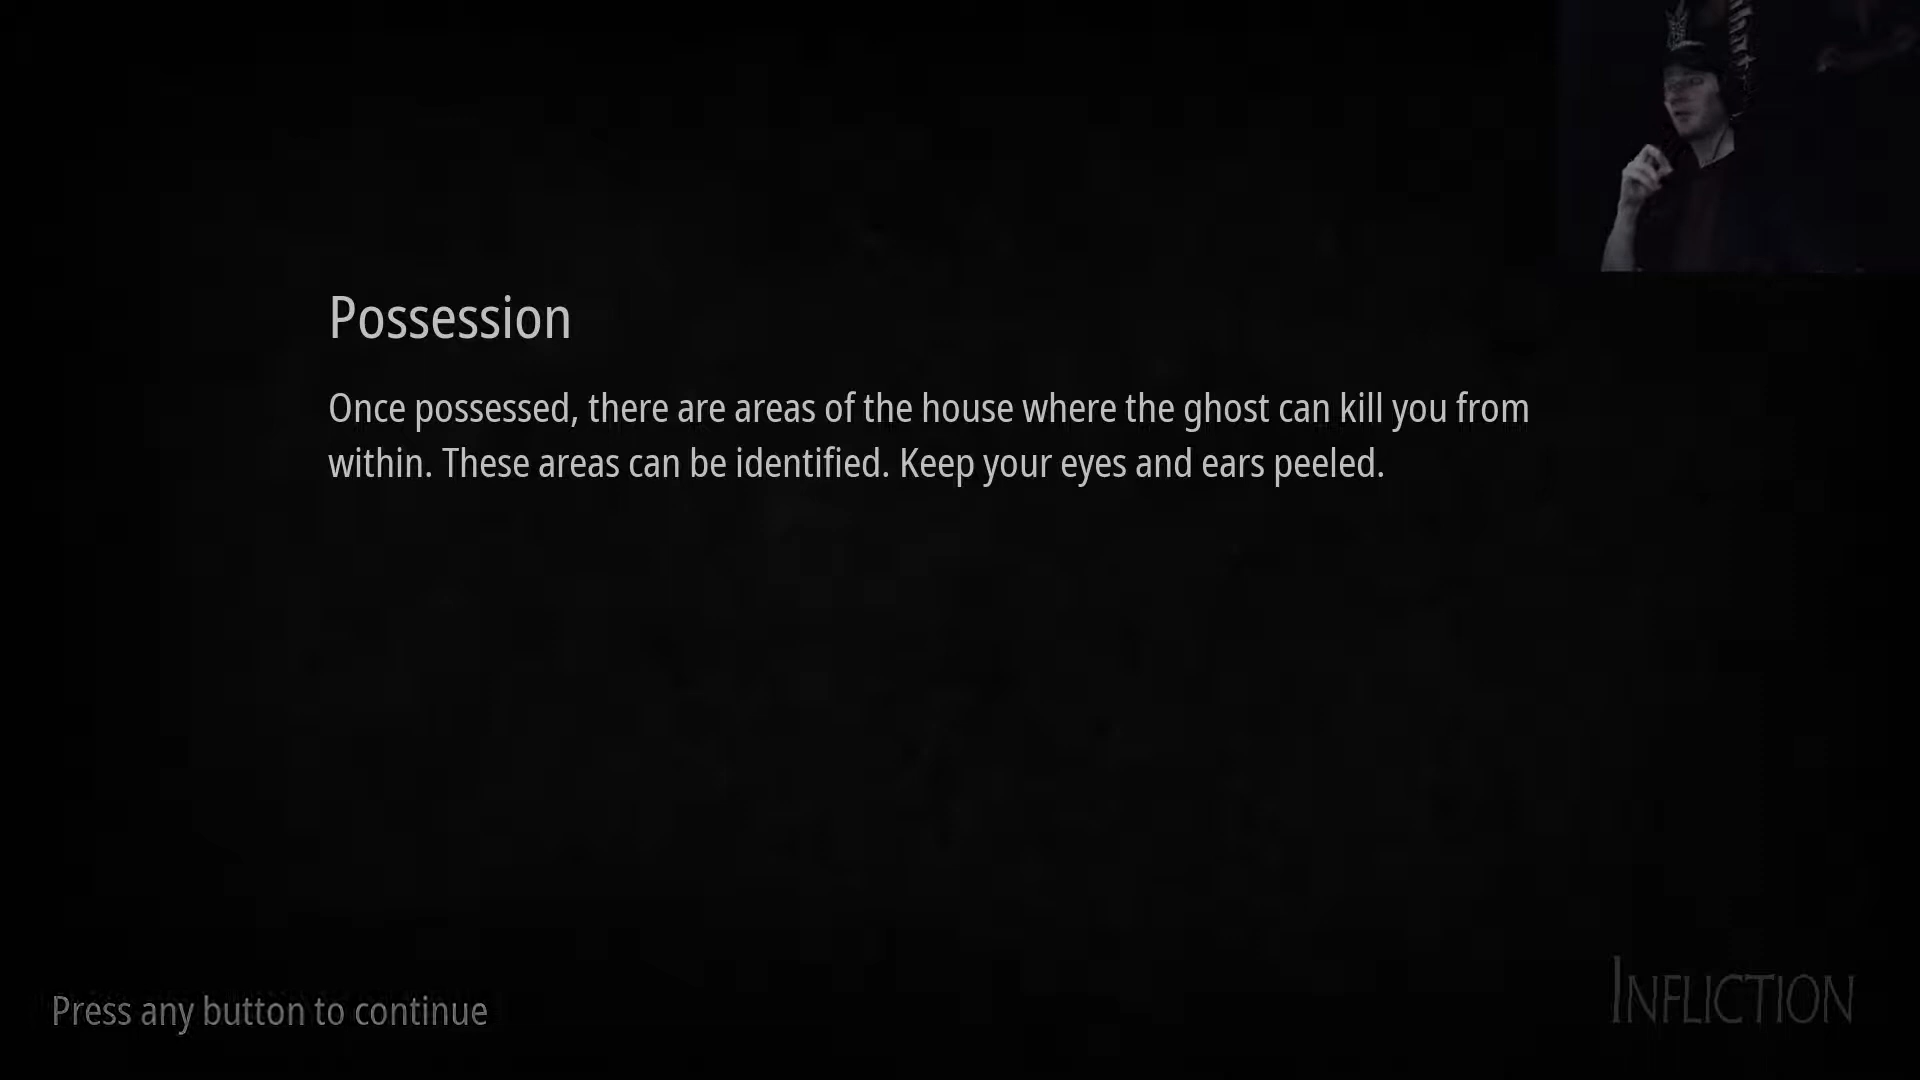 Possession
Once possessed, there are areas of the house where the ghost can kill you from
within. These areas can be identified. Keep your eyes and ears peeled.
Press any button to continue
INFLICTION